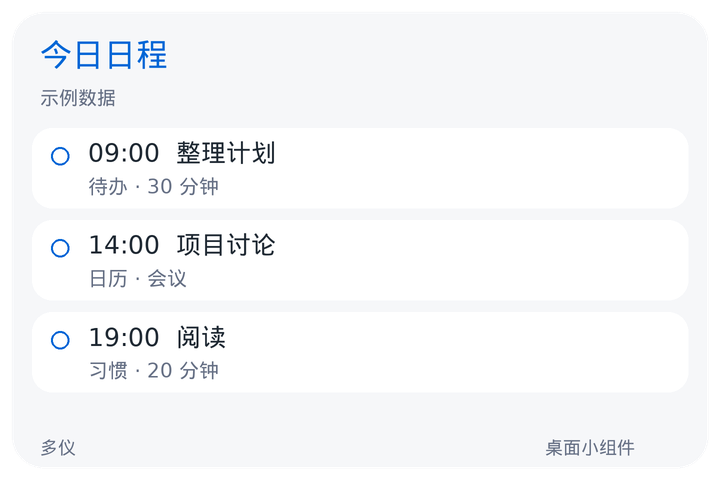 今日日程
示例数据
09:00 整理计划
待办 · 30 分钟
14:00 项目讨论
日历 · 会议
19:00 阅读
习惯 · 20 分钟
多仪 桌面小组件